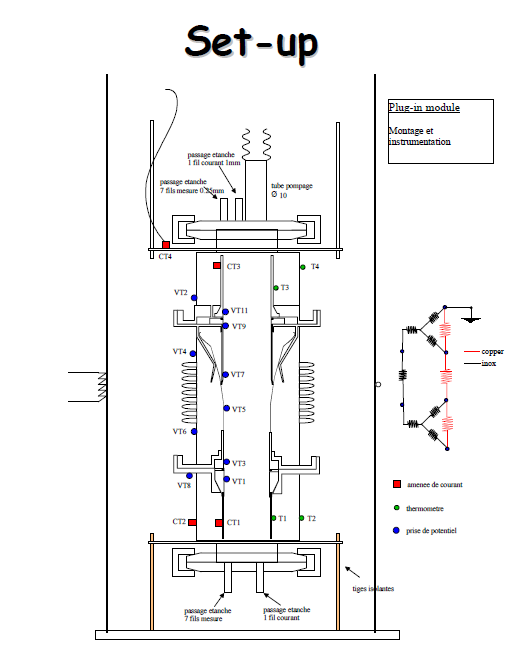 Set-up
Plug-in module
Montage et
instrumentation
passage etanche
1 fil courant 1mm
passage etanche
7 fils mesure 0.25mm
tube pompage
∅ 10
CT4
CT3
T4
T3
VT2
VT11
VT9
VT4
copper
inox
VT7
VT5
VT6
VT3
VT1
VT8
amenee de courant
CT2
CT1
T1
T2
thermometre
prise de potentiel
tiges isolantes
passage etanche
7 fils mesure
passage etanche
1 fil courant